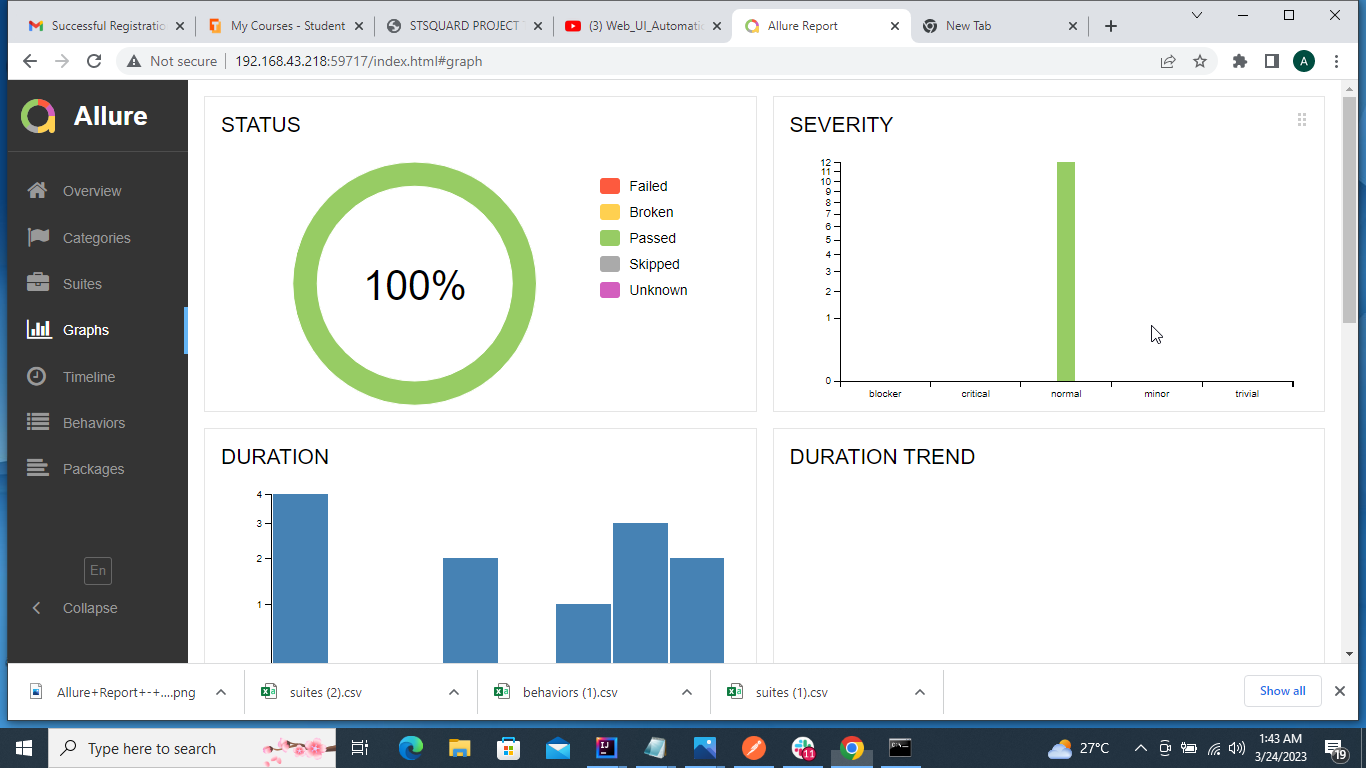 Successful Registratio
My Courses - Student
STSQUARD PROJECT T
(3) Web_UI_Automatic
Allure Report
New Tab
Not secure
192.168.43.218:59717/index.html#graph
A
Allure
Overview
Categories
Suites
Graphs
Timeline
Behaviors
Packages
En
Collapse
STATUS
100%
Failed
Broken
Passed
Skipped
Unknown
SEVERITY
12
11
10
9
8
7
6
5
4
3
2
1
0
blocker critical normal minor trivial
DURATION
4
3
2
1
DURATION TREND
Allure+Report+-+....png
suites (2).csv
behaviors (1).csv
suites (1).csv
Show all
Type here to search
11
27°C
1:43 AM
3/24/2023
19